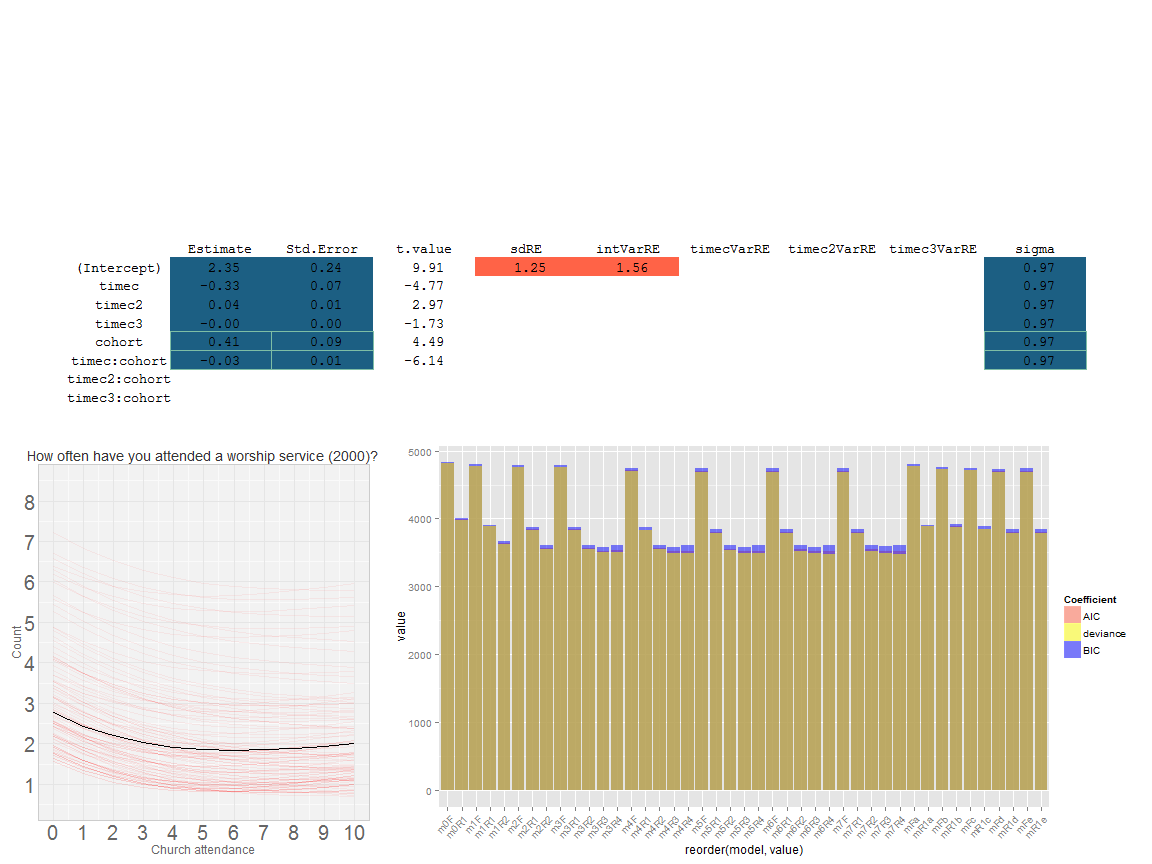 Estimate Std.Error t.value sdRE intVarRE timecVarRE timec2VarRE timec3VarRE sigma
(Intercept) 2.35 0.24 9.91 1.25 1.56 0.97
timec -0.33 0.07 -4.77 0.97
timec2 0.04 0.01 2.97 0.97
timec3 -0.00 0.00 -1.73 0.97
cohort 0.41 0.09 4.49 0.97
timec:cohort -0.03 0.01 -6.14 0.97
timec2:cohort
timec3:cohort
How often have you attended a worship service (2000)?
Count
8
7
6
5
4
3
2
1
0 1 2 3 4 5 6 7 8 9 10
Church attendance
value
5000
4000
3000
2000
1000
0
m0F m0R1 m1F m1R1 m1R2 m2F m2R1 m2R2 m3F m3R1 m3R2 m3R3 m3R4 m4F m4R1 m4R2 m4R3 m4R4 m5F m5R1 m5R2 m5R3 m5R4 m6F m6R1 m6R2 m6R3 m6R4 m7F m7R1 m7R2 m7R3 m7R4 mFa mR1a mFb mR1b mFc mR1c mFd mR1d mFe mR1e
reorder(model, value)
Coefficient
AIC
deviance
BIC